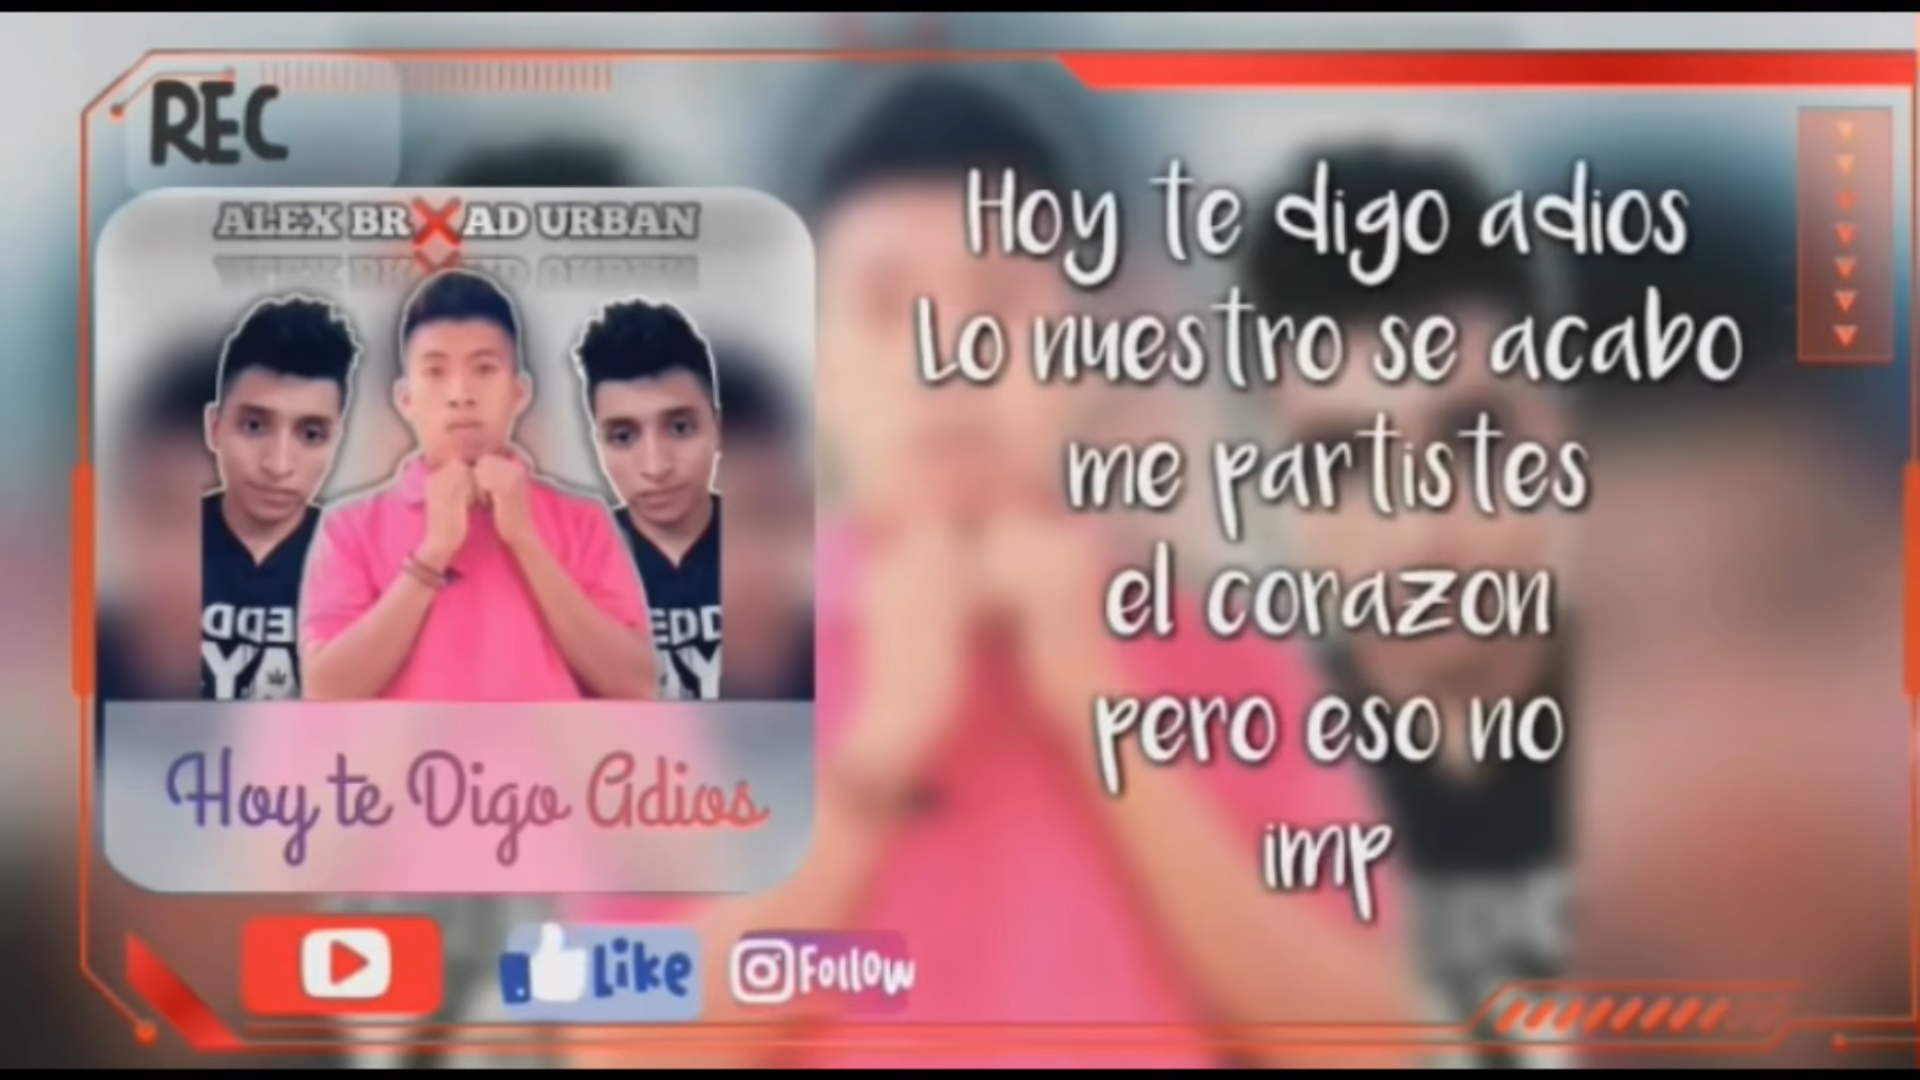 REC
ALEX BR❌AD URBAN
Hoy te Digo Adios
Like
Follow
Hoy te digo adios
Lo nuestro se acabo
me partistes
el corazon
pero eso no
imp